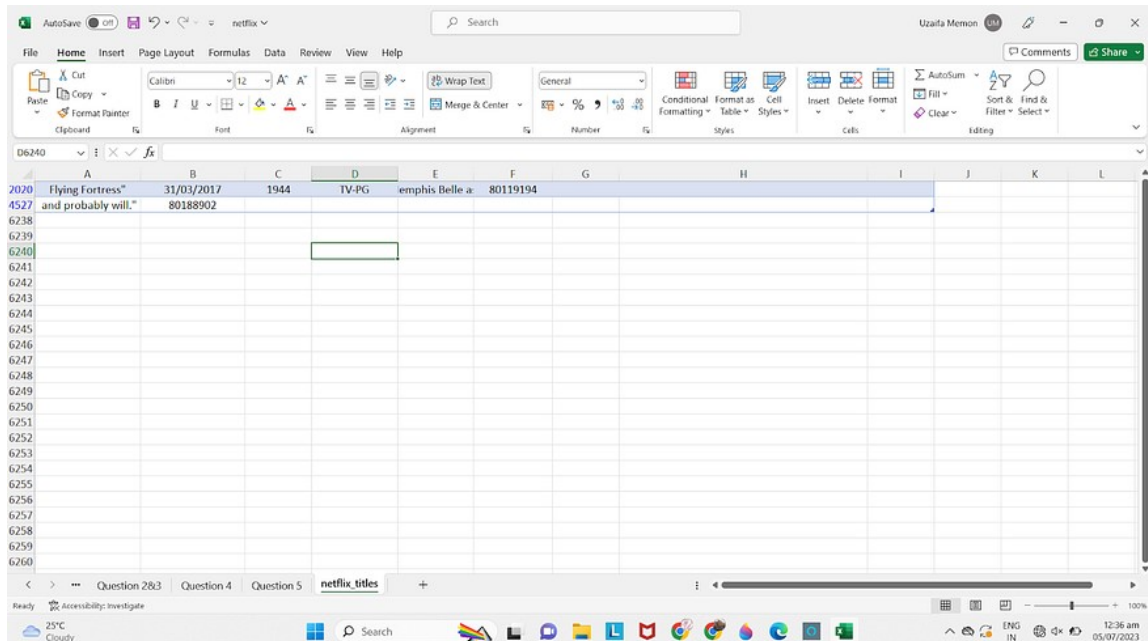 AutoSave Off netflix Search Uzaifa Memon UM
File Home Insert Page Layout Formulas Data Review View Help Comments Share
Cut
Copy
Format Painter
Paste
Calibri 12
B I U
Wrap Text
Merge & Center
General
Conditional Formatting
Format as Table
Cell Styles
Insert Delete Format
AutoSum
Fill
Clear
Sort & Filter
Find & Select
Clipboard Font Alignment Number Styles Cells Editing
D6240 fx
A B C D E F G H I J K L
2020 Flying Fortress" 31/03/2017 1944 TV-PG emphis Belle a 80119194
4527 and probably will." 80188902
6238
6239
6240
6241
6242
6243
6244
6245
6246
6247
6248
6249
6250
6251
6252
6253
6254
6255
6256
6257
6258
6259
6260
Question 2&3 Question 4 Question 5 netflix_titles
Ready Accessibility: Investigate 100%
25°C
Cloudy
Search
ENG
IN
12:36 am
05/07/2023